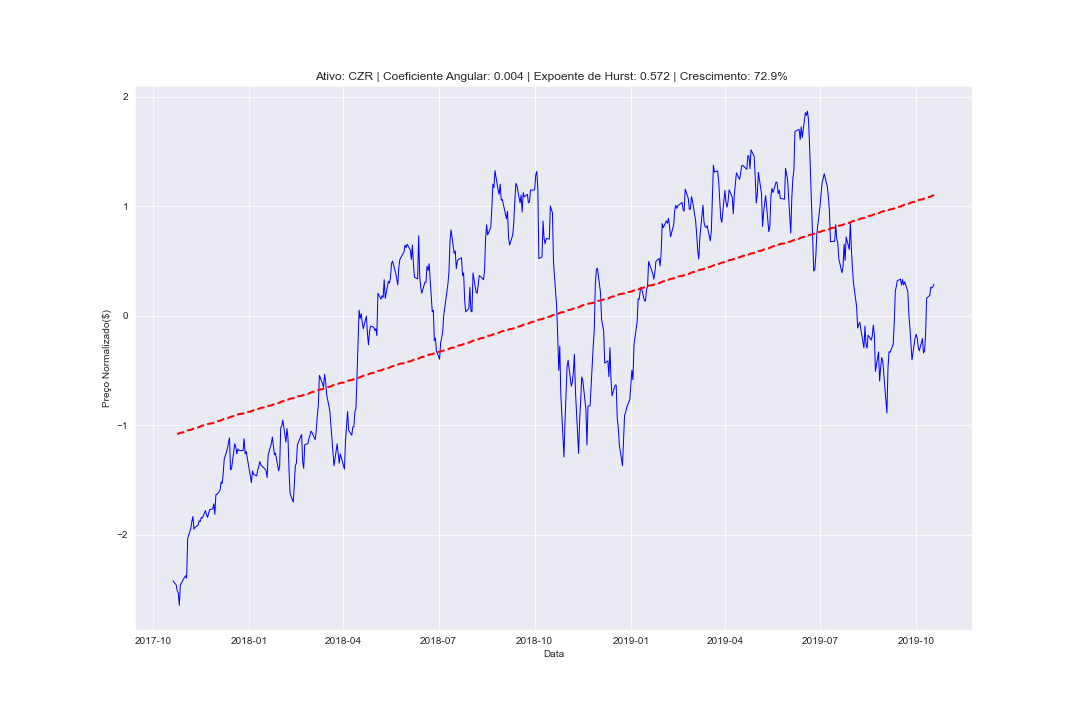 Ativo: CZR | Coeficiente Angular: 0.004 | Expoente de Hurst: 0.572 | Crescimento: 72.9%
Preço Normalizado($)
2
1
0
−1
−2
2017-10 2018-01 2018-04 2018-07 2018-10 2019-01 2019-04 2019-07 2019-10
Data